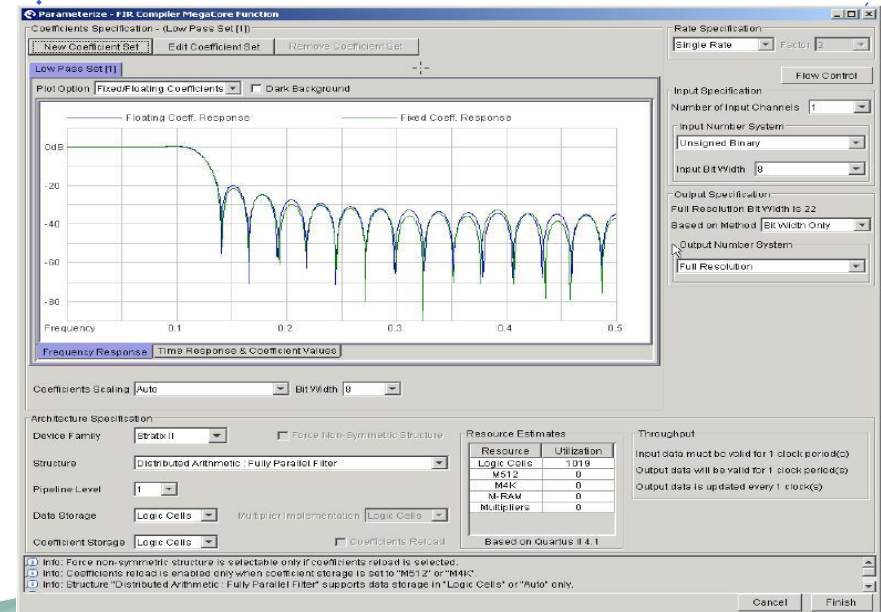 Parameterize - FIR Compiler MegaCore Function
Coefficients Specification - (Low Pass Set [1])
New Coefficient Set Edit Coefficient Set Remove Coefficient Set
Low Pass Set [1]
Plot Option Fixed/Floating Coefficients Dark Background
Floating Coeff. Response Fixed Coeff. Response
0dB
-20
-40
-60
-80
Frequency 0.1 0.2 0.3 0.4 0.5
Frequency Response Time Response & Coefficient Values
Coefficients Scaling Auto Bit Width 8
Rate Specification
Single Rate Factor 2
Flow Control
Input Specification
Number of Input Channels 1
Input Number System
Unsigned Binary
Input Bit Width 8
Output Specification
Full Resolution Bit Width is 22
Based on Method Bit Width Only
Output Number System
Full Resolution
Architecture Specification
Device Family Stratix II Force Non-Symmetric Structure
Structure Distributed Arithmetic : Fully Parallel Filter
Pipeline Level 1
Data Storage Logic Cells Multiplier Implementation Logic Cells
Coefficient Storage Logic Cells Coefficients Reload
Resource Estimates
Resource Utilization
Logic Cells 1019
M512 0
M4K 0
M-RAM 0
Multipliers 0
Based on Quartus II 4.1
Throughput
Input data must be valid for 1 clock period(s)
Output data will be valid for 1 clock period(s)
Output data is updated every 1 clock(s)
Info: Force non-symmetric structure is selectable only if coefficients reload is selected.
Info: Coefficients reload is enabled only when coefficient storage is set to "M512" or "M4K".
Info: Structure "Distributed Arithmetic : Fully Parallel Filter" supports data storage in "Logic Cells" or "Auto" only.
Cancel Finish